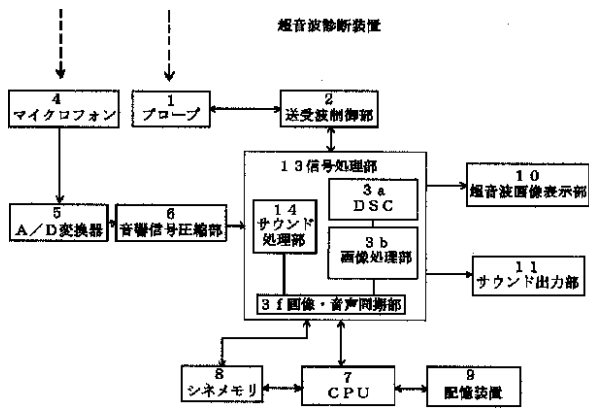 超音波診断装置
4
マイクロフォン
1
プローブ
2
送受波制御部
13信号処理部
3a
DSC
14
サウンド
処理部
3b
画像処理部
3f画像・音声同期部
10
超音波画像表示部
5
A/D変換器
6
音響信号圧縮部
11
サウンド出力部
8
シネメモリ
7
CPU
9
記憶装置